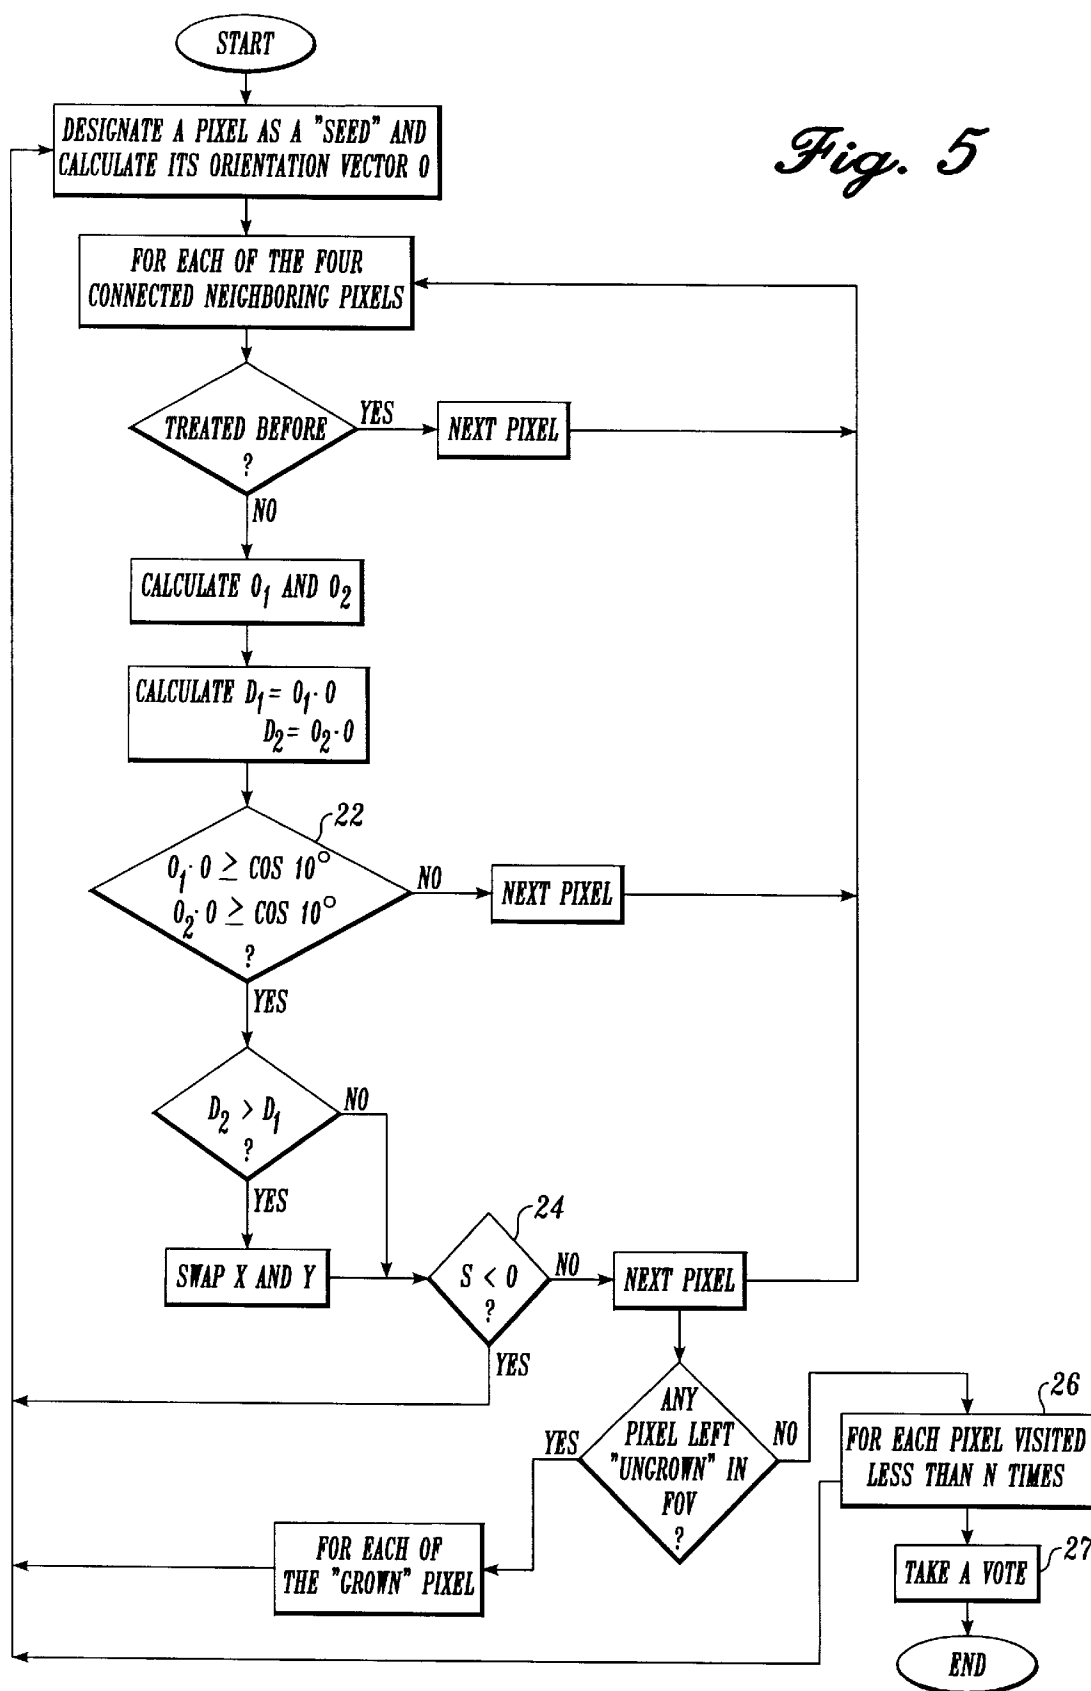 START
DESIGNATE A PIXEL AS A "SEED" AND
CALCULATE ITS ORIENTATION VECTOR O
Fig. 5
FOR EACH OF THE FOUR
CONNECTED NEIGHBORING PIXELS
TREATED BEFORE
?
YES
NEXT PIXEL
NO
CALCULATE O₁ AND O₂
CALCULATE D₁ = O₁ · O
D₂ = O₂ · O
22
O₁ · O ≥ COS 10°
O₂ · O ≥ COS 10°
?
NO
NEXT PIXEL
YES
D₂ > D₁
?
NO
YES
SWAP X AND Y
24
S < 0
?
NO
NEXT PIXEL
YES
ANY
PIXEL LEFT
"UNGROWN" IN
FOV
?
YES
NO
26
FOR EACH PIXEL VISITED
LESS THAN N TIMES
FOR EACH OF
THE "GROWN" PIXEL
27
TAKE A VOTE
END